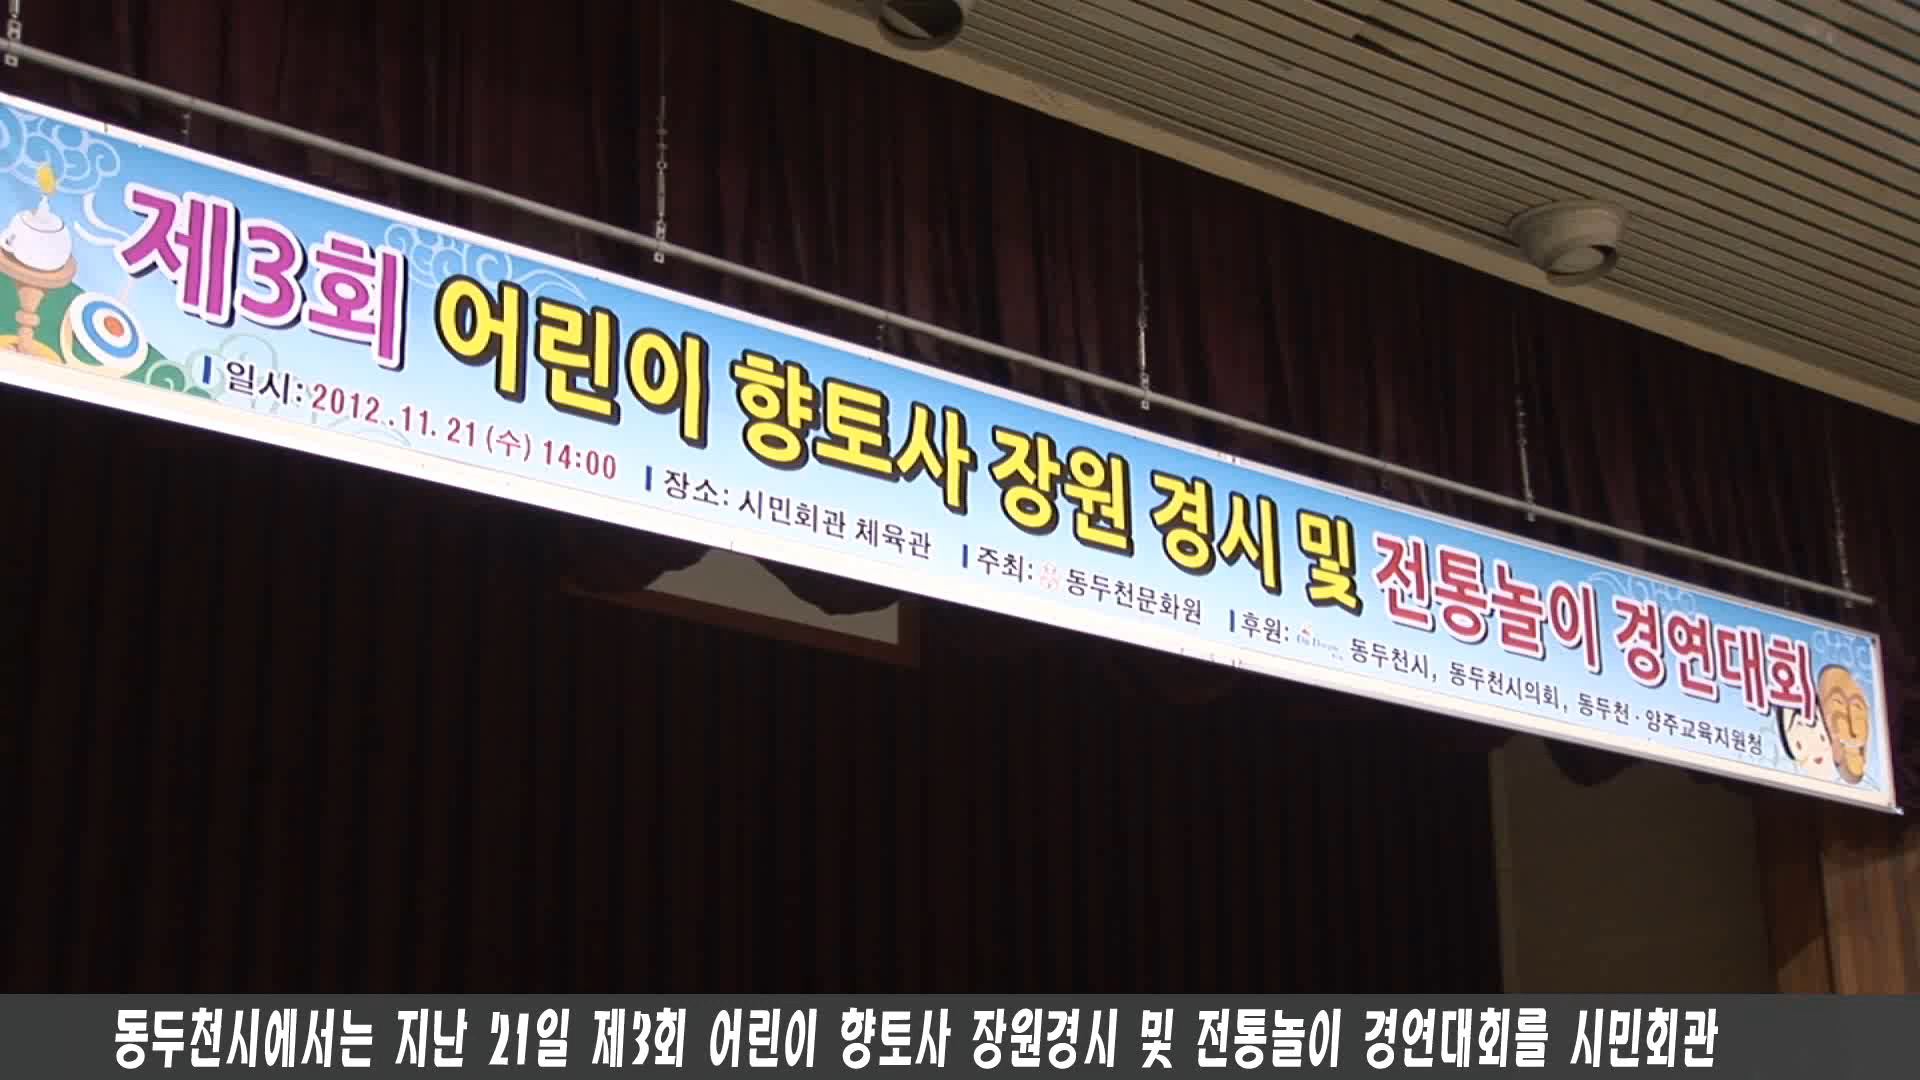 제3회 어린이 향토사 장원 경시 및 전통놀이 경연대회
일시: 2012.11.21(수) 14:00 장소: 시민회관 체육관 주최: 동두천문화원 후원: 동두천시, 동두천시의회, 동두천·양주교육지원청
동두천시에서는 지난 21일 제3회 어린이 향토사 장원경시 및 전통놀이 경연대회를 시민회관